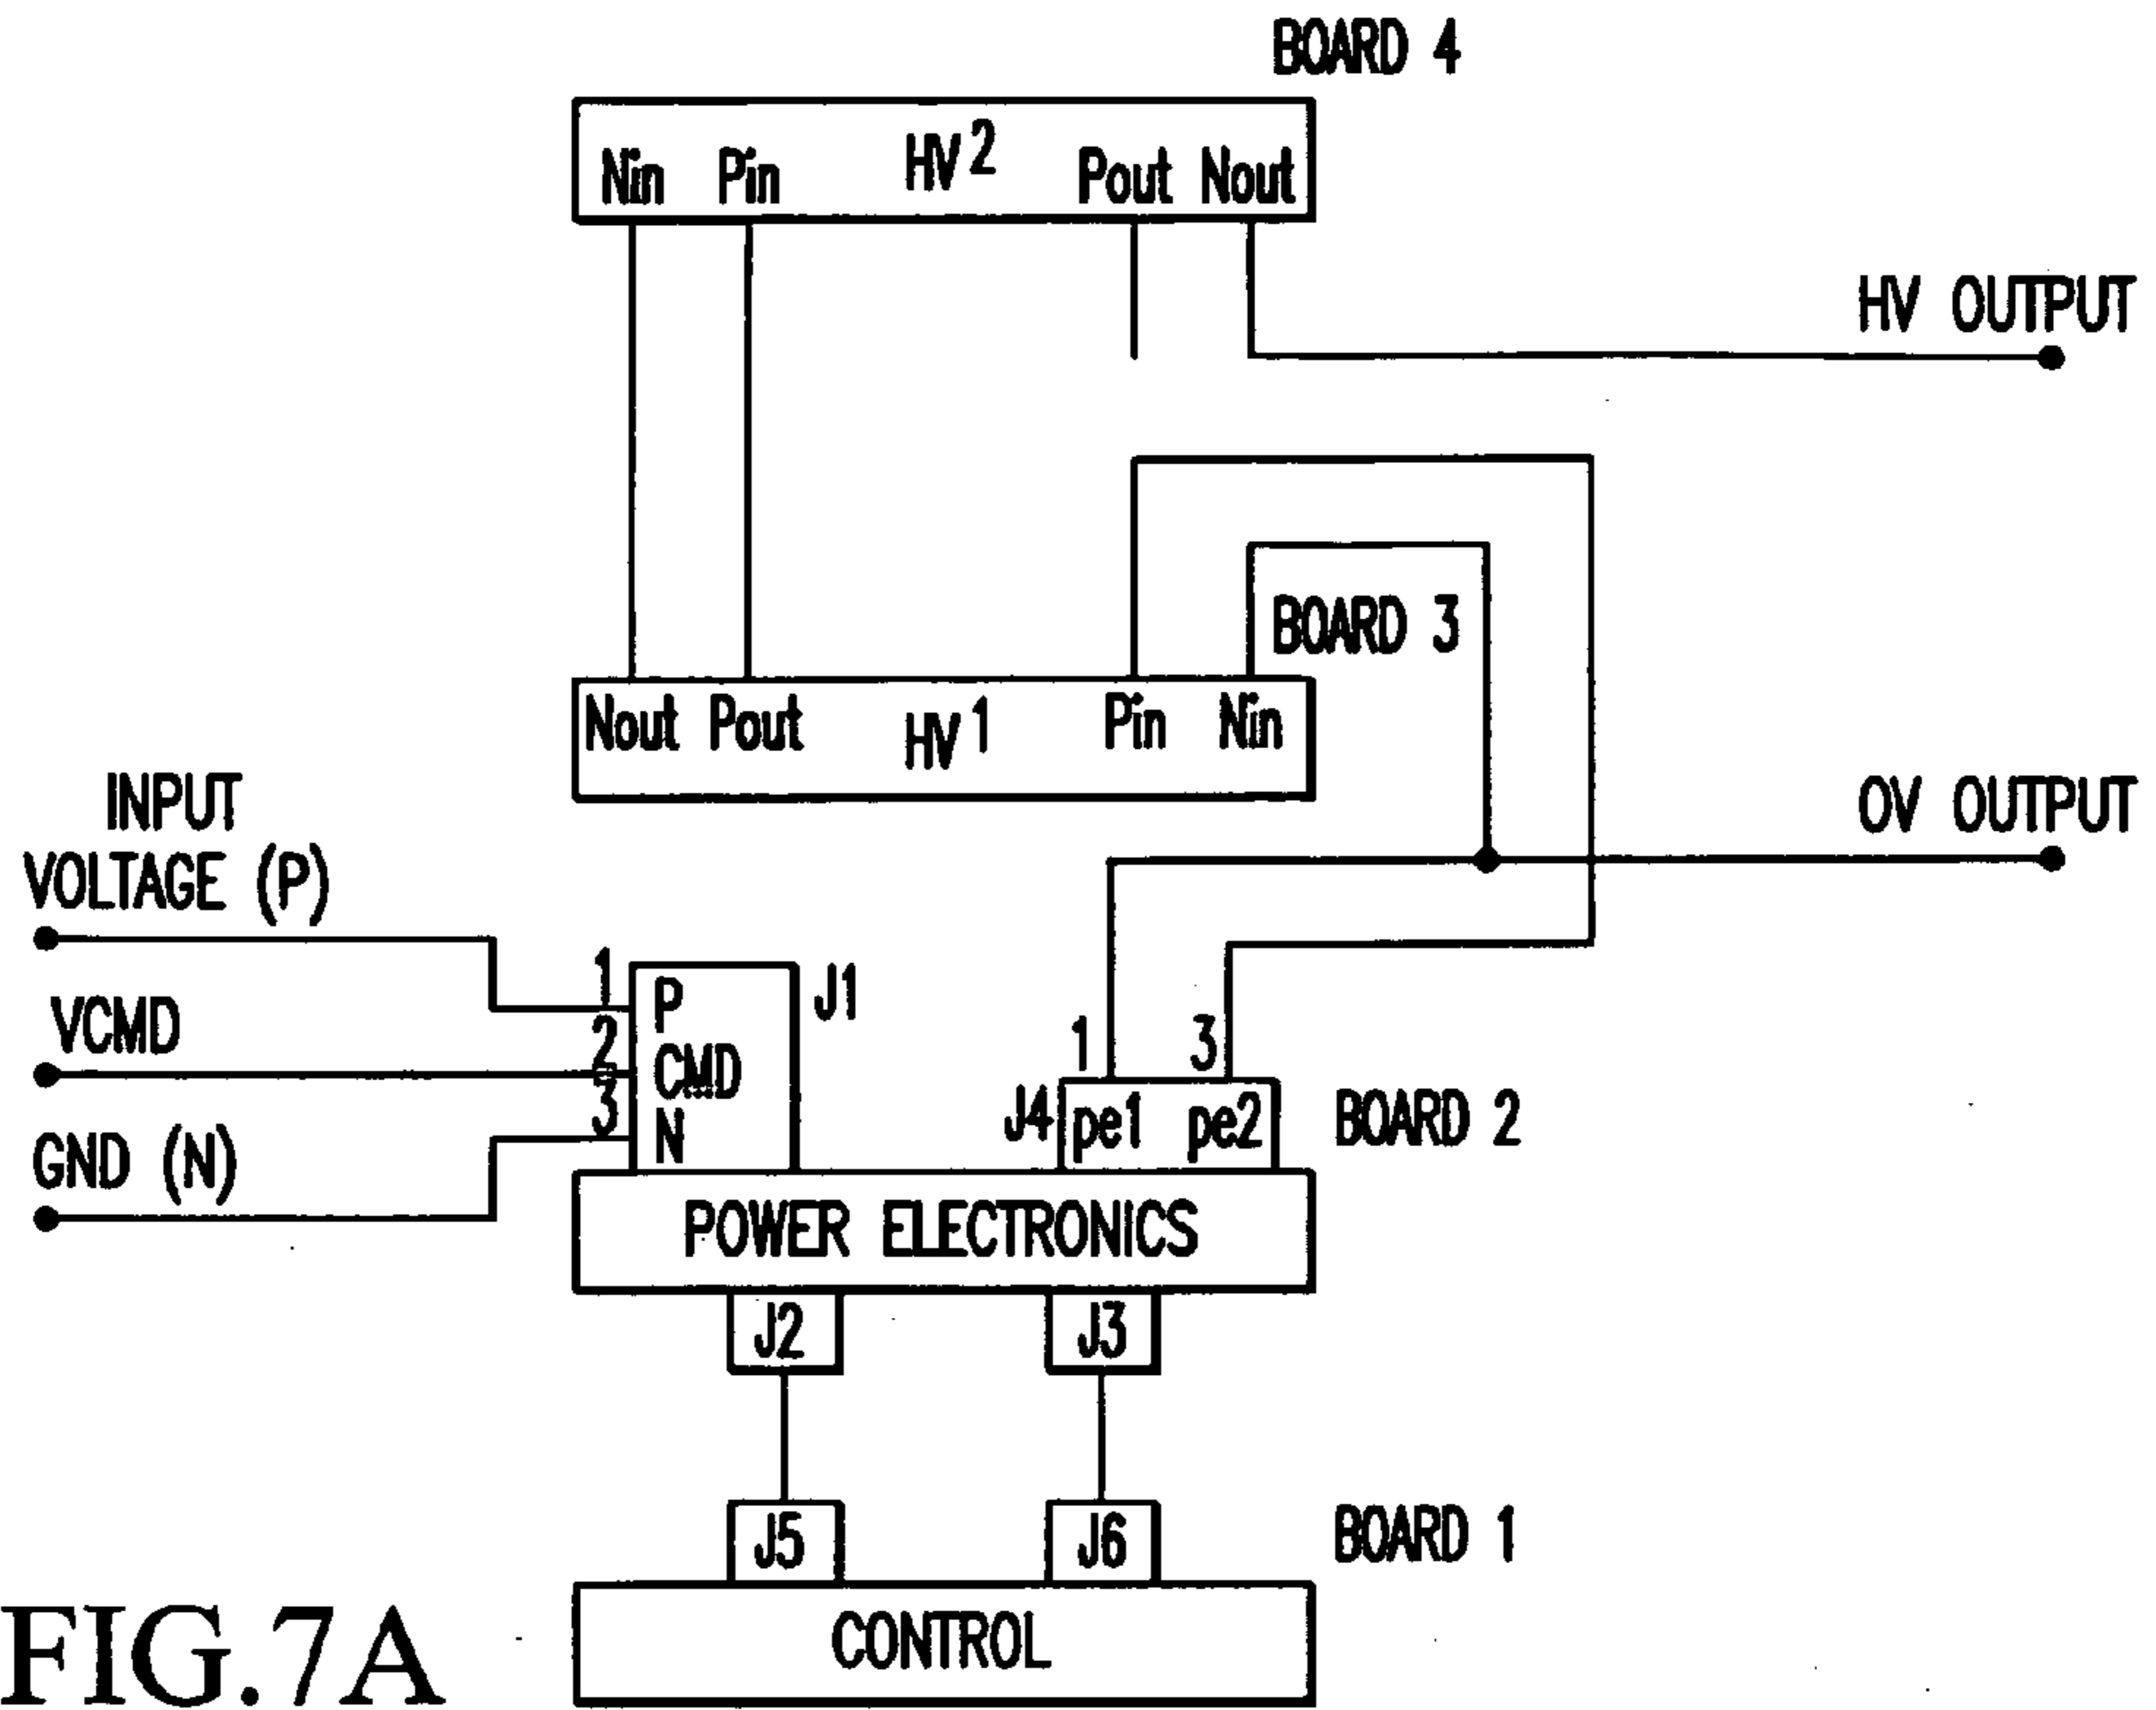 BOARD 4
Nin Pin HV2 Pout Nout
HV OUTPUT
BOARD 3
Nout Pout HV1 Pin Nin
INPUT
VOLTAGE (P)
OV OUTPUT
1 P J1
VCMD
2 CMD
1 3
GND (N)
3 N
J4 pe1 pe2 BOARD 2
POWER ELECTRONICS
J2 J3
J5 J6 BOARD 1
CONTROL
FIG.7A